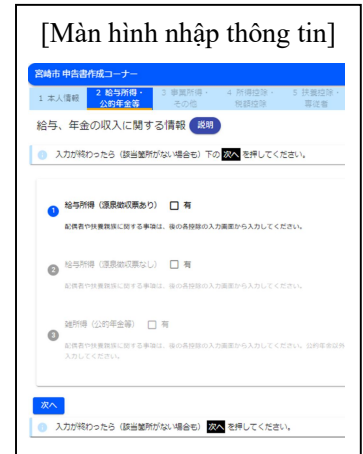 [Màn hình nhập thông tin]
宮崎市 申告書作成コーナー
1 本人情報
2 給与所得・公的年金等
3 事業所得・その他
4 所得控除・税額控除
5 扶養控除・専従者
給与、年金の収入に関する情報 説明
入力が終わったら（該当箇所がない場合も）下の 次へ を押してください。
1 給与所得（源泉徴収票あり） 有
配偶者や扶養親族に関する事項は、後の各控除の入力画面から入力してください。
2 給与所得（源泉徴収票なし） 有
配偶者や扶養親族に関する事項は、後の各控除の入力画面から入力してください。
3 雑所得（公的年金等） 有
配偶者や扶養親族に関する事項は、後の各控除の入力画面から入力してください。公的年金以外
入力してください。
次へ
入力が終わったら（該当箇所がない場合も） 次へ を押してください。